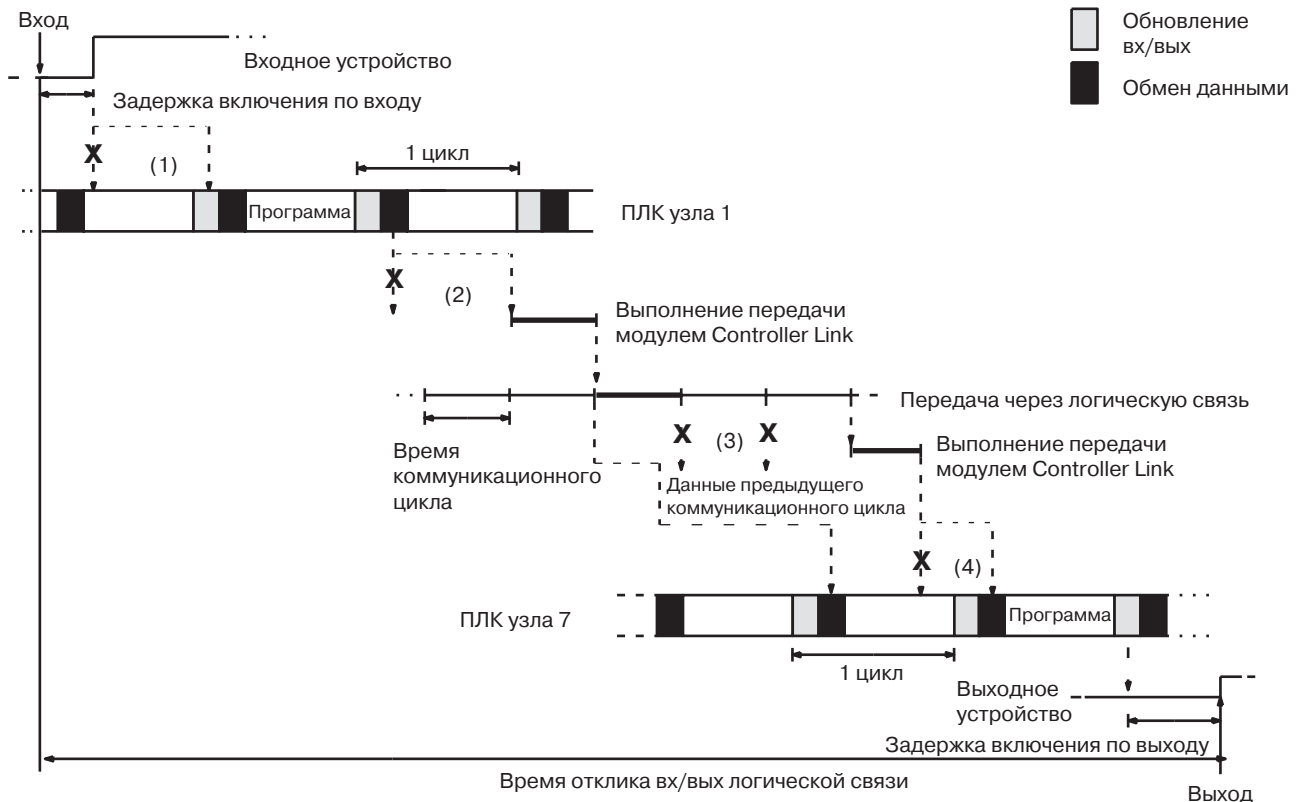 Вход
Обновление
вх/вых
Входное устройство
Обмен данными
Задержка включения по входу
(1)
1 цикл
Программа
ПЛК узла 1
(2)
Выполнение передачи
модулем Controller Link
Передача через логическую связь
Время
коммуникационного
цикла
(3)
Выполнение передачи
модулем Controller Link
Данные предыдущего
коммуникационного цикла
(4)
ПЛК узла 7
Программа
1 цикл
Выходное
устройство
Задержка включения по выходу
Время отклика вх/вых логической связи
Выход